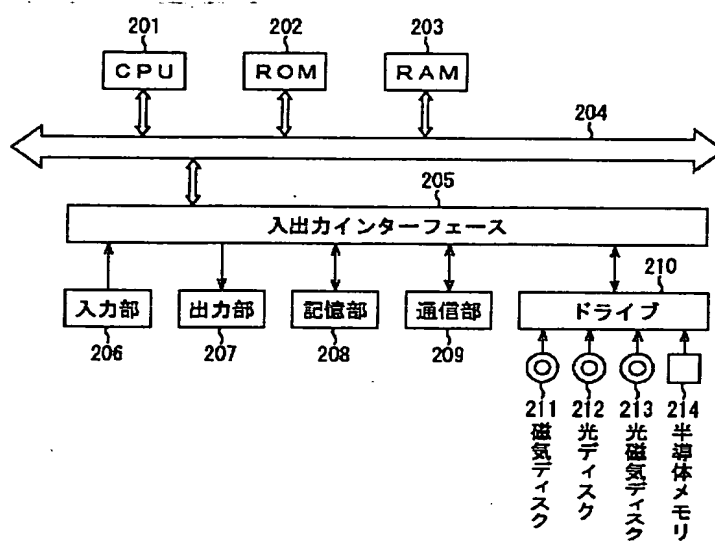 201
202
203
CPU
ROM
RAM
204
205
入出力インターフェース
210
入力部
出力部
記憶部
通信部
ドライブ
206
207
208
209
211
212
213
214
磁気ディスク
光ディスク
光磁気ディスク
半導体メモリ